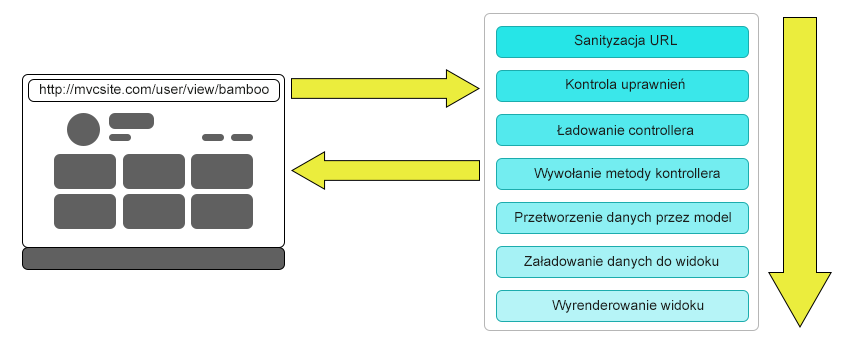 http://mvcsite.com/user/view/bamboo
Sanityzacja URL
Kontrola uprawnień
Ładowanie controllera
Wywołanie metody kontrollera
Przetworzenie danych przez model
Załadowanie danych do widoku
Wyrenderowanie widoku